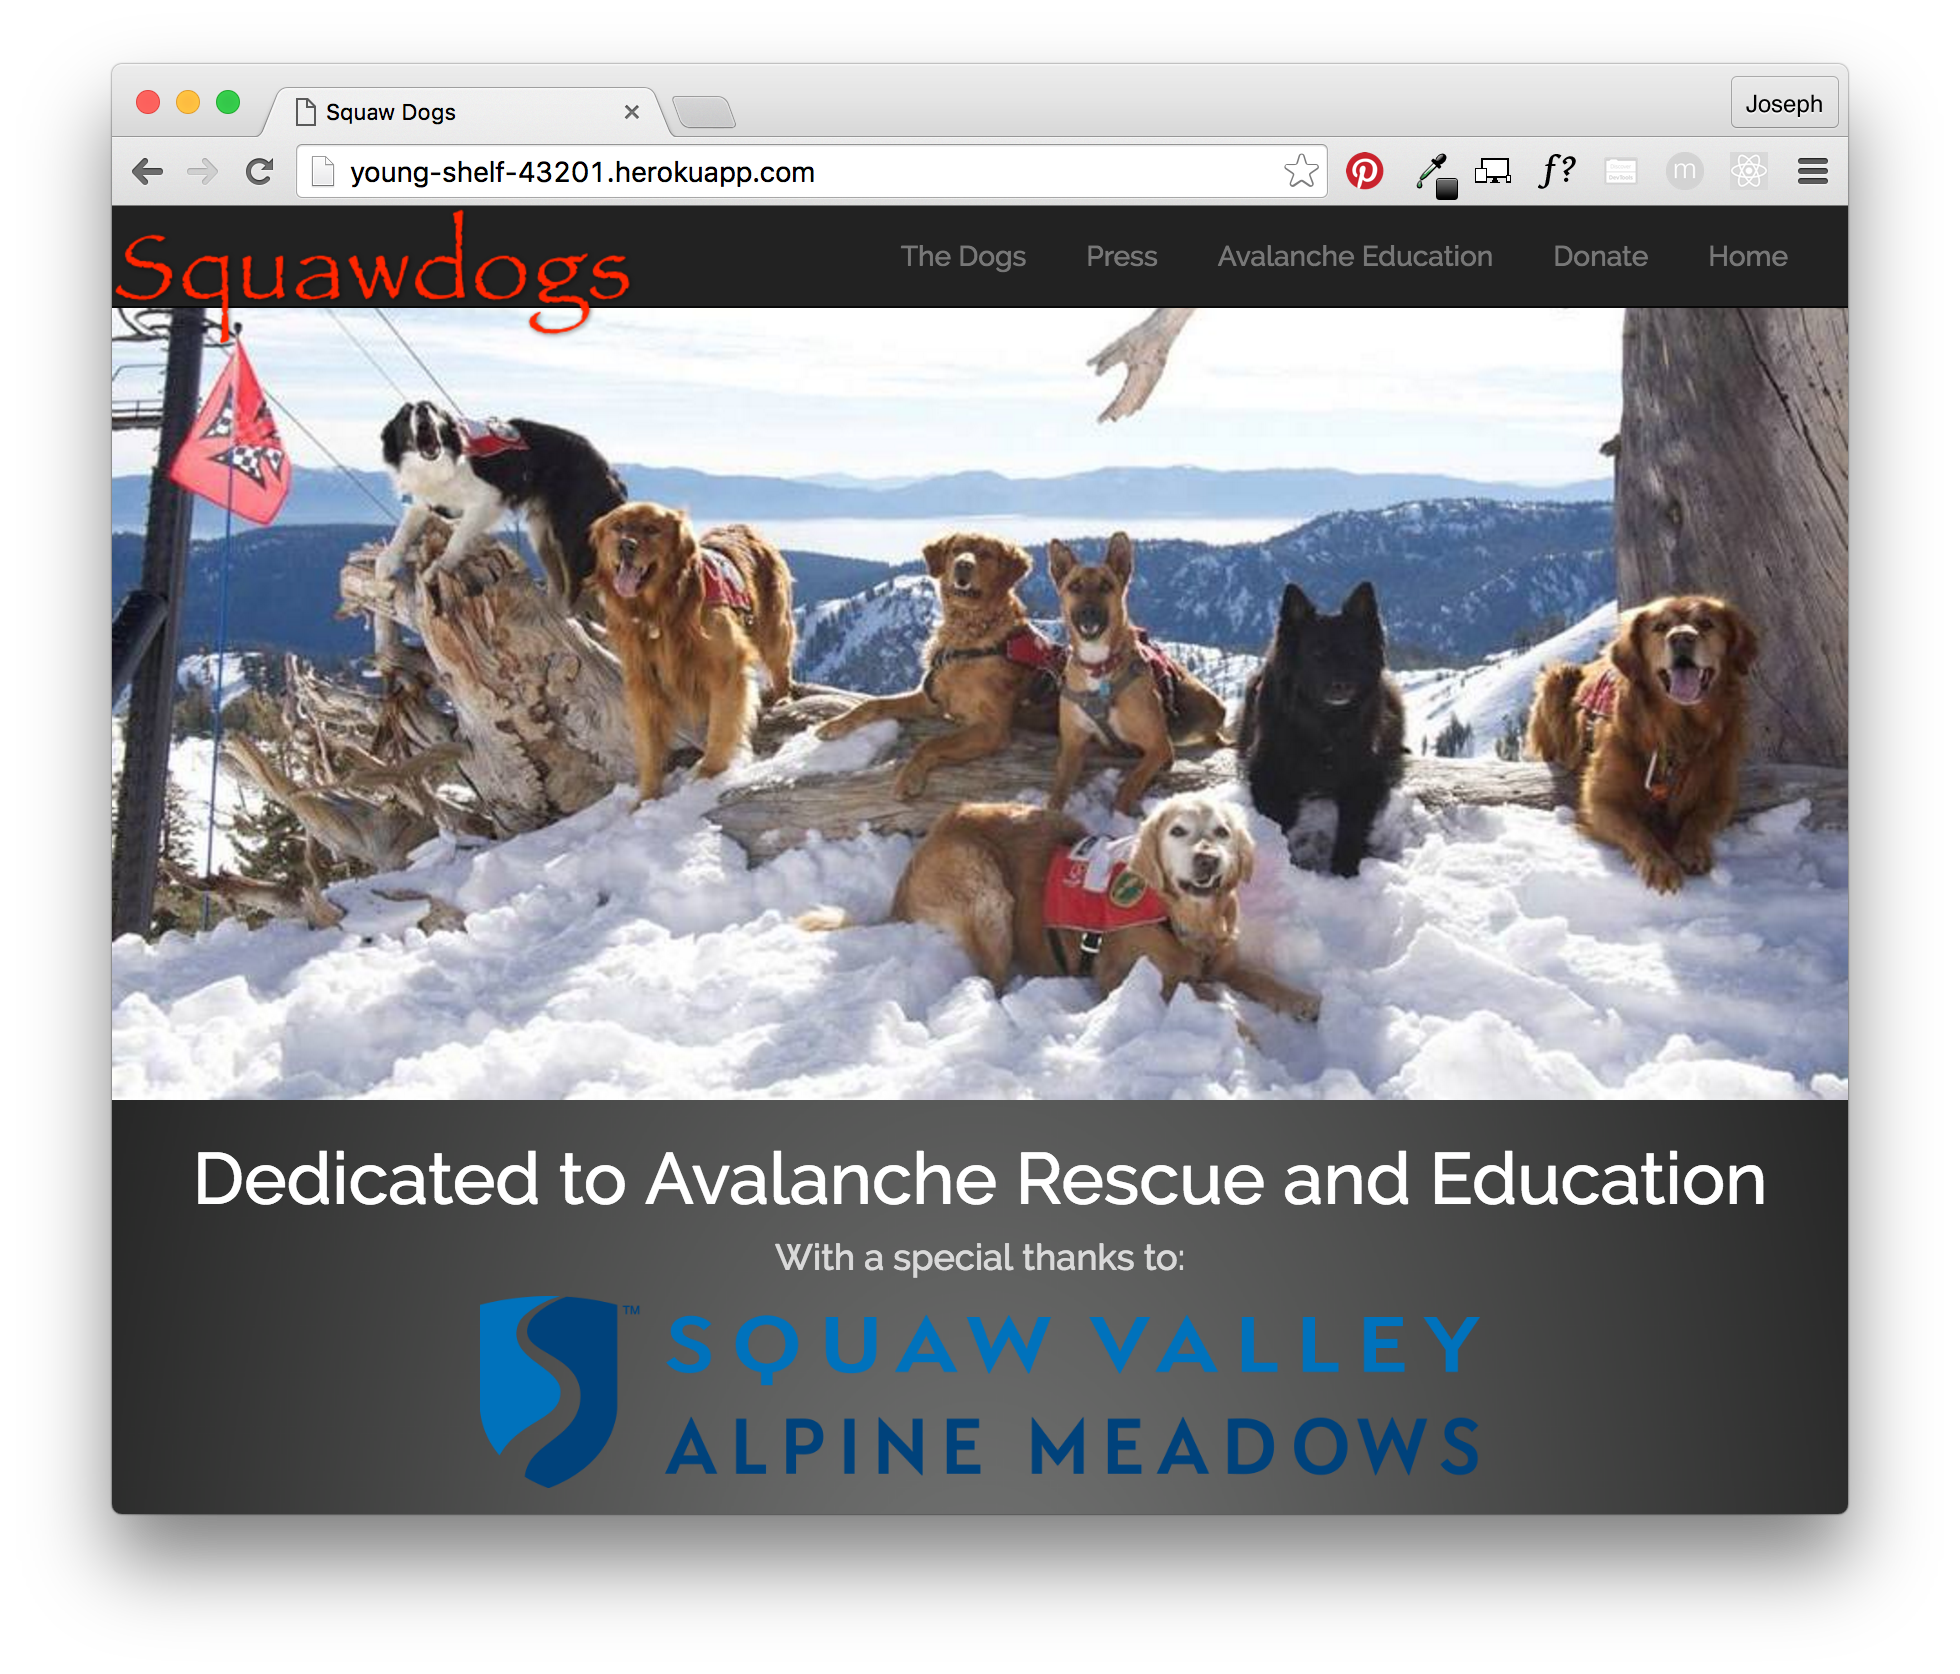 Squaw Dogs
Joseph
young-shelf-43201.herokuapp.com
f?
m
Squawdogs
The Dogs
Press
Avalanche Education
Donate
Home
Dedicated to Avalanche Rescue and Education
With a special thanks to:
TM
SQUAW VALLEY
ALPINE MEADOWS